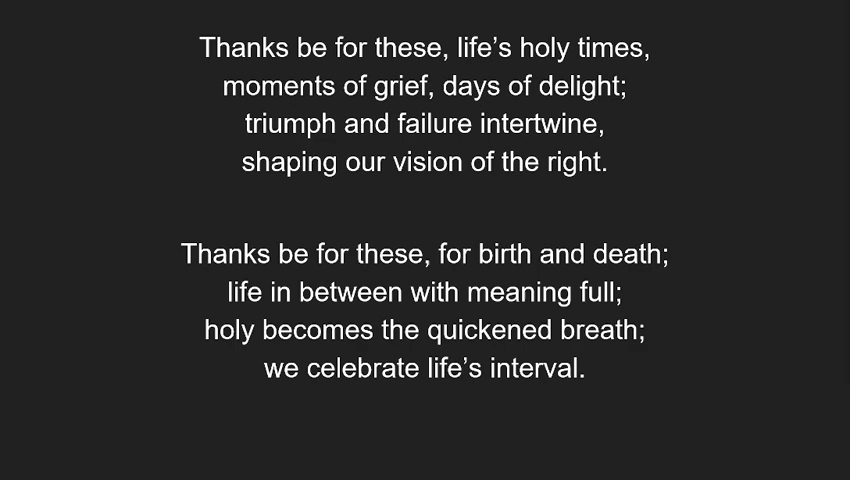 Thanks be for these, life’s holy times,
moments of grief, days of delight;
triumph and failure intertwine,
shaping our vision of the right.
Thanks be for these, for birth and death;
life in between with meaning full;
holy becomes the quickened breath;
we celebrate life’s interval.